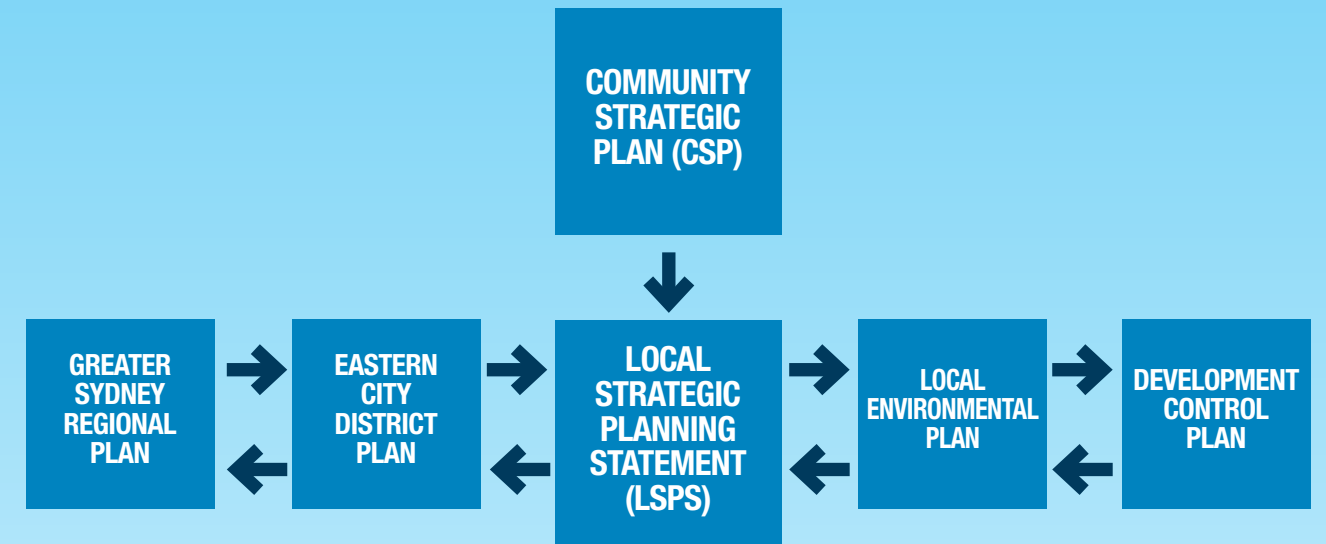 COMMUNITY
STRATEGIC
PLAN (CSP)
GREATER
SYDNEY
REGIONAL
PLAN
EASTERN
CITY
DISTRICT
PLAN
LOCAL
STRATEGIC
PLANNING
STATEMENT
(LSPS)
LOCAL
ENVIRONMENTAL
PLAN
DEVELOPMENT
CONTROL
PLAN